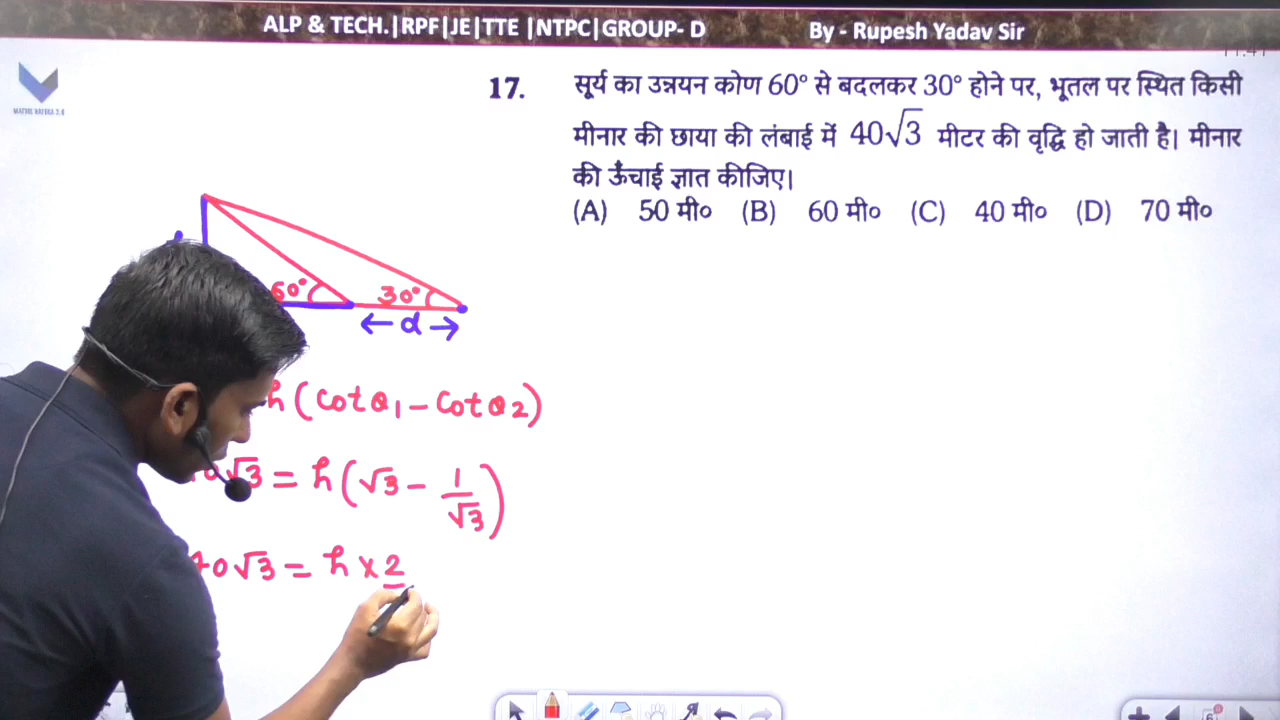 ALP & TECH.|RPF|JE|TTE |NTPC|GROUP- D By - Rupesh Yadav Sir
17. सूर्य का उन्नयन कोण 60° से बदलकर 30° होने पर, भूतल पर स्थित किसी
मीनार की छाया की लंबाई में 40√3 मीटर की वृद्धि हो जाती है। मीनार
की ऊँचाई ज्ञात कीजिए।
(A) 50 मी० (B) 60 मी० (C) 40 मी० (D) 70 मी०
60° 30°
← d →
h (cotθ1 - cotθ2)
0√3 = h(√3 - 1/√3)
40√3 = h × 2